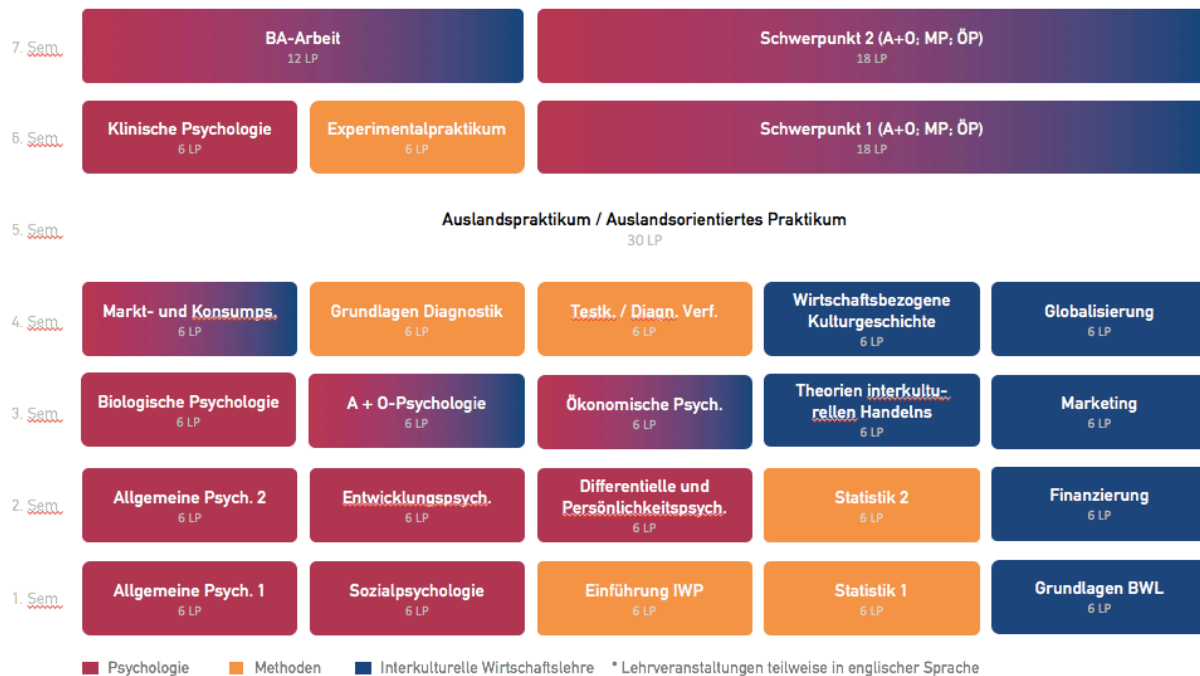 7. Sem.
BA-Arbeit
12 LP
Schwerpunkt 2 (A+O; MP; ÖP)
18 LP
6. Sem.
Klinische Psychologie
6 LP
Experimentalpraktikum
6 LP
Schwerpunkt 1 (A+O; MP; ÖP)
18 LP
5. Sem.
Auslandspraktikum / Auslandsorientiertes Praktikum
30 LP
4. Sem.
Markt- und Konsumps.
6 LP
Grundlagen Diagnostik
6 LP
Testk. / Diagn. Verf.
6 LP
Wirtschaftsbezogene
Kulturgeschichte
6 LP
Globalisierung
6 LP
3. Sem.
Biologische Psychologie
6 LP
A + O-Psychologie
6 LP
Ökonomische Psych.
6 LP
Theorien interkultu-
rellen Handelns
6 LP
Marketing
6 LP
2. Sem.
Allgemeine Psych. 2
6 LP
Entwicklungspsych.
6 LP
Differentielle und
Persönlichkeitspsych.
6 LP
Statistik 2
6 LP
Finanzierung
6 LP
1. Sem.
Allgemeine Psych. 1
6 LP
Sozialpsychologie
6 LP
Einführung IWP
6 LP
Statistik 1
6 LP
Grundlagen BWL
6 LP
Psychologie Methoden Interkulturelle Wirtschaftslehre * Lehrveranstaltungen teilweise in englischer Sprache